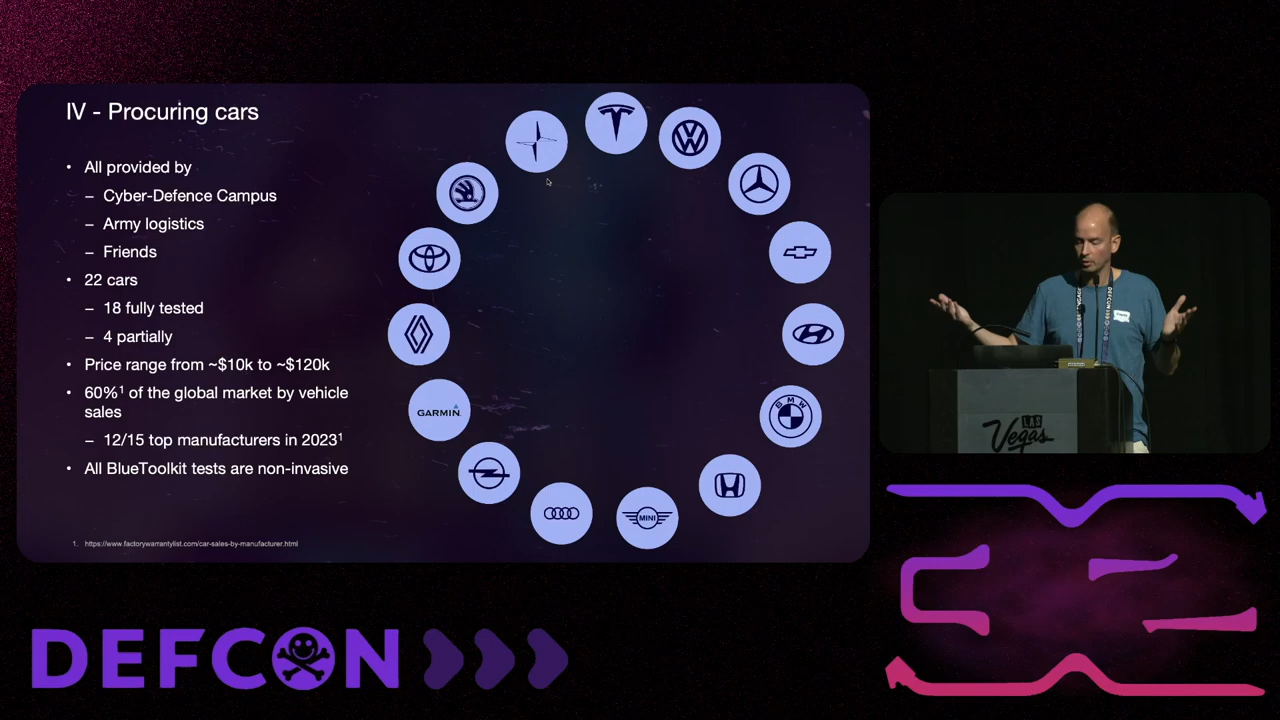 IV - Procuring cars
• All provided by
– Cyber-Defence Campus
– Army logistics
– Friends
• 22 cars
– 18 fully tested
– 4 partially
• Price range from ~$10k to ~$120k
• 60%¹ of the global market by vehicle
sales
– 12/15 top manufacturers in 2023¹
• All BlueToolkit tests are non-invasive
1. https://www.factorywarrantylist.com/car-sales-by-manufacturer.html
GARMIN
BMW
MINI
DEFCON
LAS
Vegas
DEFCON